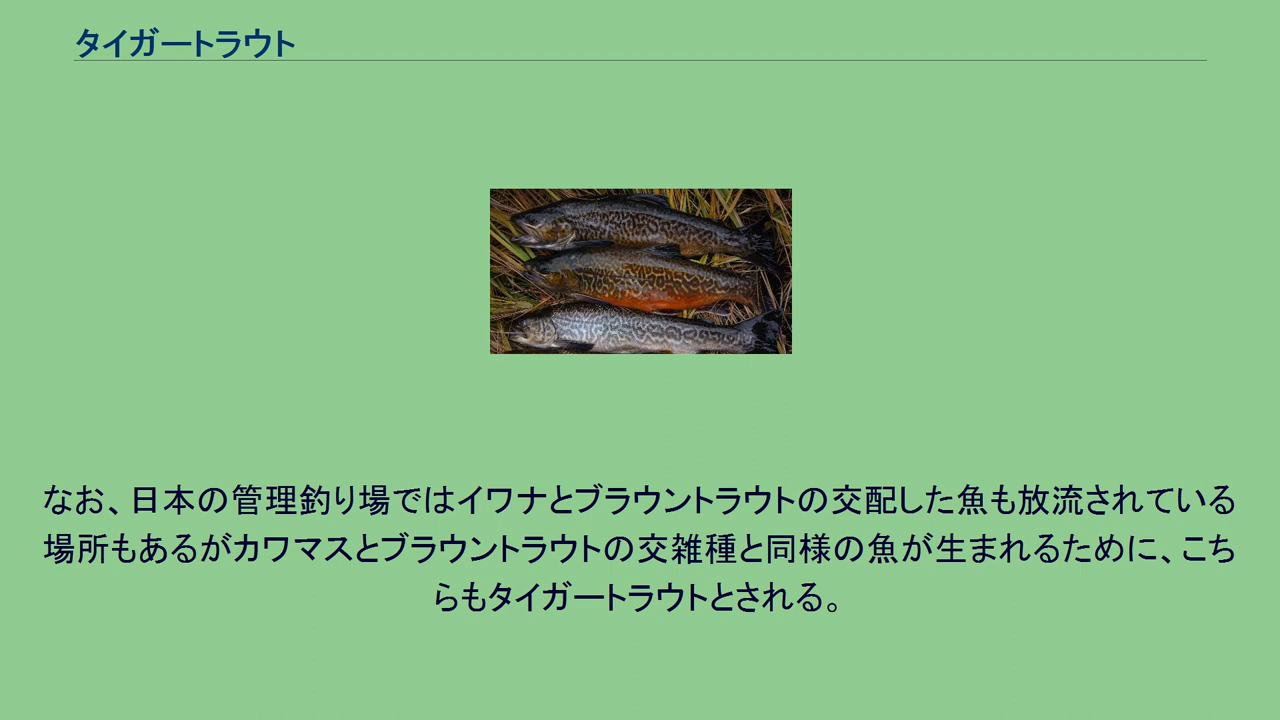 タイガートラウト
なお、日本の管理釣り場ではイワナとブラウントラウトの交配した魚も放流されている
場所もあるがカワマスとブラウントラウトの交雑種と同様の魚が生まれるために、こち
らもタイガートラウトとされる。